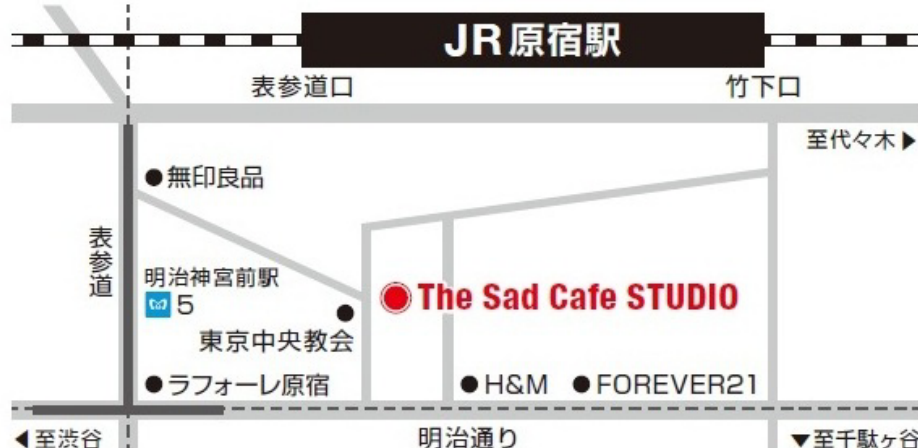 JR原宿駅
表参道口
竹下口
至代々木▶
●無印良品
表参道
明治神宮前駅
5
●The Sad Cafe STUDIO
●
東京中央教会
●ラフォーレ原宿
●H&M ●FOREVER21
◀至渋谷
明治通り
▼至千駄ヶ谷